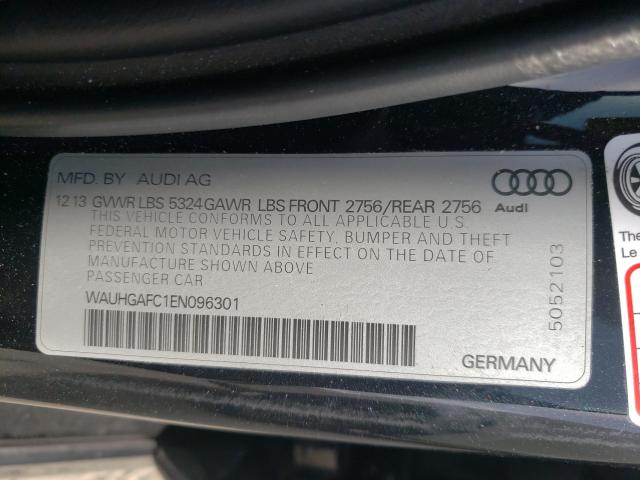 MFD. BY AUDI AG
12 13 GVWR LBS 5324 GAWR LBS FRONT 2756/REAR 2756
THIS VEHICLE CONFORMS TO ALL APPLICABLE U.S.
FEDERAL MOTOR VEHICLE SAFETY, BUMPER AND THEFT
PREVENTION STANDARDS IN EFFECT ON THE DATE OF
MANUFACTURE SHOWN ABOVE
PASSENGER CAR
WAUHGAFC1EN096301
Audi
5052103
GERMANY
The
Le